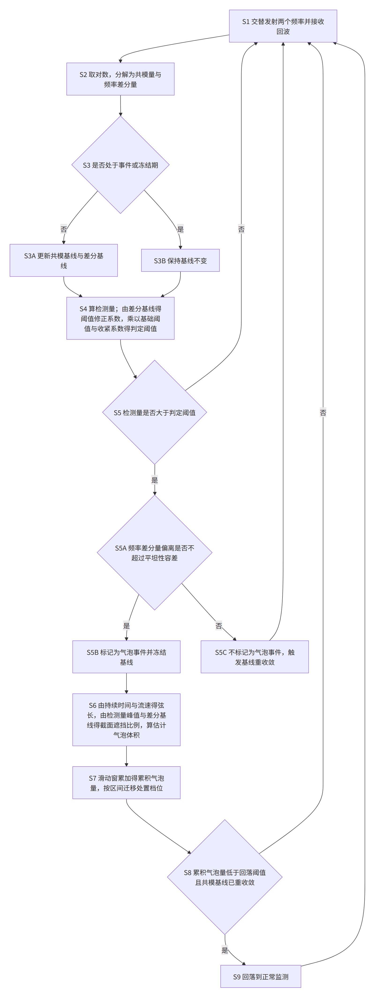 S1 交替发射两个频率并接收
回波
S2 取对数，分解为共模量与
频率差分量
S3 是否处于事件或冻结期
否
是
否
S3A 更新共模基线与差分基
线
S3B 保持基线不变
S4 算检测量；由差分基线得
阈值修正系数，乘以基础阈
值与收紧系数得判定阈值
S5 检测量是否大于判定阈值
否
是
S5A 频率差分量偏离是否不
超过平坦性容差
是
否
S5B 标记为气泡事件并冻结
基线
S5C 不标记为气泡事件，触
发基线重收敛
S6 由持续时间与流速得弦
长，由检测量峰值与差分基
线得截面遮挡比例，算估计
气泡体积
S7 滑动窗累加得累积气泡
量，按区间迁移处置档位
S8 累积气泡量低于回落阈值
且共模基线已重收敛
是
S9 回落到正常监测